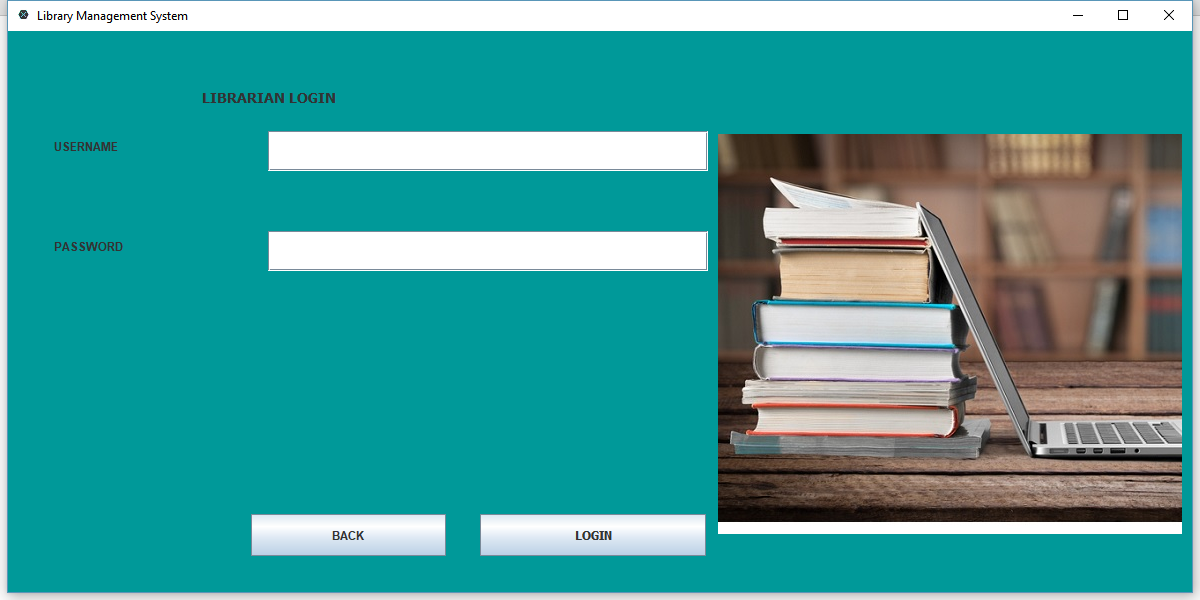 Library Management System
LIBRARIAN LOGIN
USERNAME
PASSWORD
BACK
LOGIN